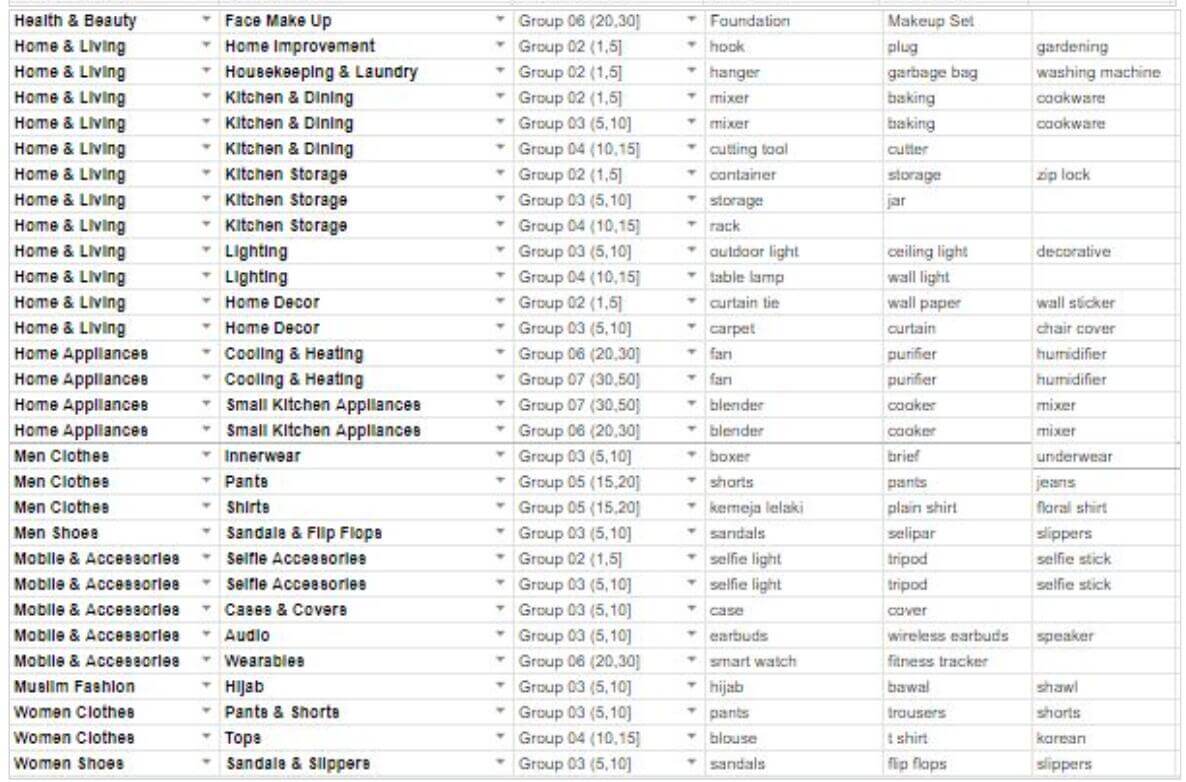 Health & Beauty Face Make Up Group 06 (20,30] Foundation Makeup Set
Home & Living Home Improvement Group 02 (1,5] hook plug gardening
Home & Living Housekeeping & Laundry Group 02 (1,5] hanger garbage bag washing machine
Home & Living Kitchen & Dining Group 02 (1,5] mixer baking cookware
Home & Living Kitchen & Dining Group 03 (5,10] mixer baking cookware
Home & Living Kitchen & Dining Group 04 (10,15] cutting tool cutter
Home & Living Kitchen Storage Group 02 (1,5] container storage zip lock
Home & Living Kitchen Storage Group 03 (5,10] storage jar
Home & Living Kitchen Storage Group 04 (10,15] rack
Home & Living Lighting Group 03 (5,10] outdoor light ceiling light decorative
Home & Living Lighting Group 04 (10,15] table lamp wall light
Home & Living Home Decor Group 02 (1,5] curtain tie wall paper wall sticker
Home & Living Home Decor Group 03 (5,10] carpet curtain chair cover
Home Appliances Cooling & Heating Group 06 (20,30] fan purifier humidifier
Home Appliances Cooling & Heating Group 07 (30,50] fan purifier humidifier
Home Appliances Small Kitchen Appliances Group 07 (30,50] blender cooker mixer
Home Appliances Small Kitchen Appliances Group 06 (20,30] blender cooker mixer
Men Clothes Innerwear Group 03 (5,10] boxer brief underwear
Men Clothes Pants Group 05 (15,20] shorts pants jeans
Men Clothes Shirts Group 05 (15,20] kemeja lelaki plain shirt floral shirt
Men Shoes Sandals & Flip Flops Group 03 (5,10] sandals selipar slippers
Mobile & Accessories Selfie Accessories Group 02 (1,5] selfie light tripod selfie stick
Mobile & Accessories Selfie Accessories Group 03 (5,10] selfie light tripod selfie stick
Mobile & Accessories Cases & Covers Group 03 (5,10] case cover
Mobile & Accessories Audio Group 03 (5,10] earbuds wireless earbuds speaker
Mobile & Accessories Wearables Group 06 (20,30] smart watch fitness tracker
Muslim Fashion Hijab Group 03 (5,10] hijab bawal shawl
Women Clothes Pants & Shorts Group 03 (5,10] pants trousers shorts
Women Clothes Tops Group 04 (10,15] blouse t shirt korean
Women Shoes Sandals & Slippers Group 03 (5,10] sandals flip flops slippers